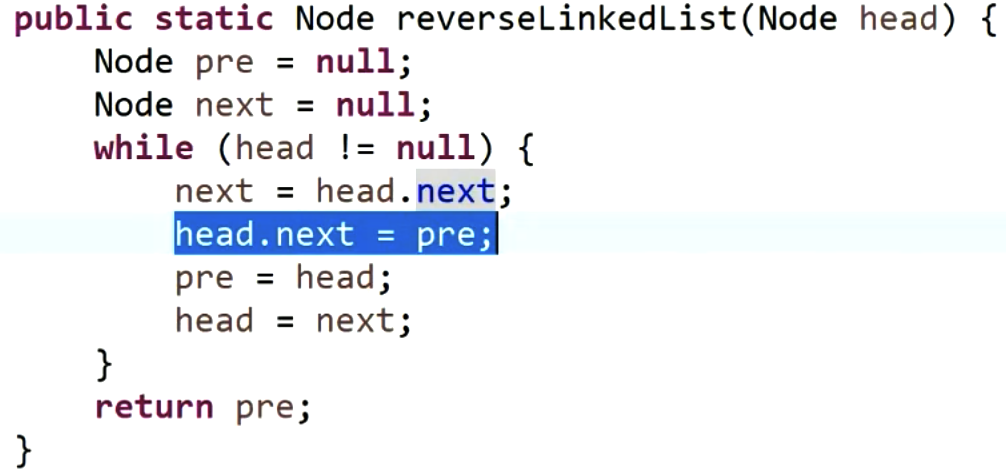 public static Node reverseLinkedList(Node head) {
    Node pre = null;
    Node next = null;
    while (head != null) {
        next = head.next;
        head.next = pre;
        pre = head;
        head = next;
    }
    return pre;
}